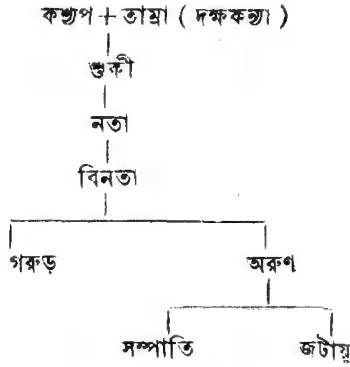 কশ্যপ + তাম্রা ( দক্ষকন্যা )
শুকী
নতা
বিনতা
গরুড় অরুণ
সম্পাতি জটায়ু